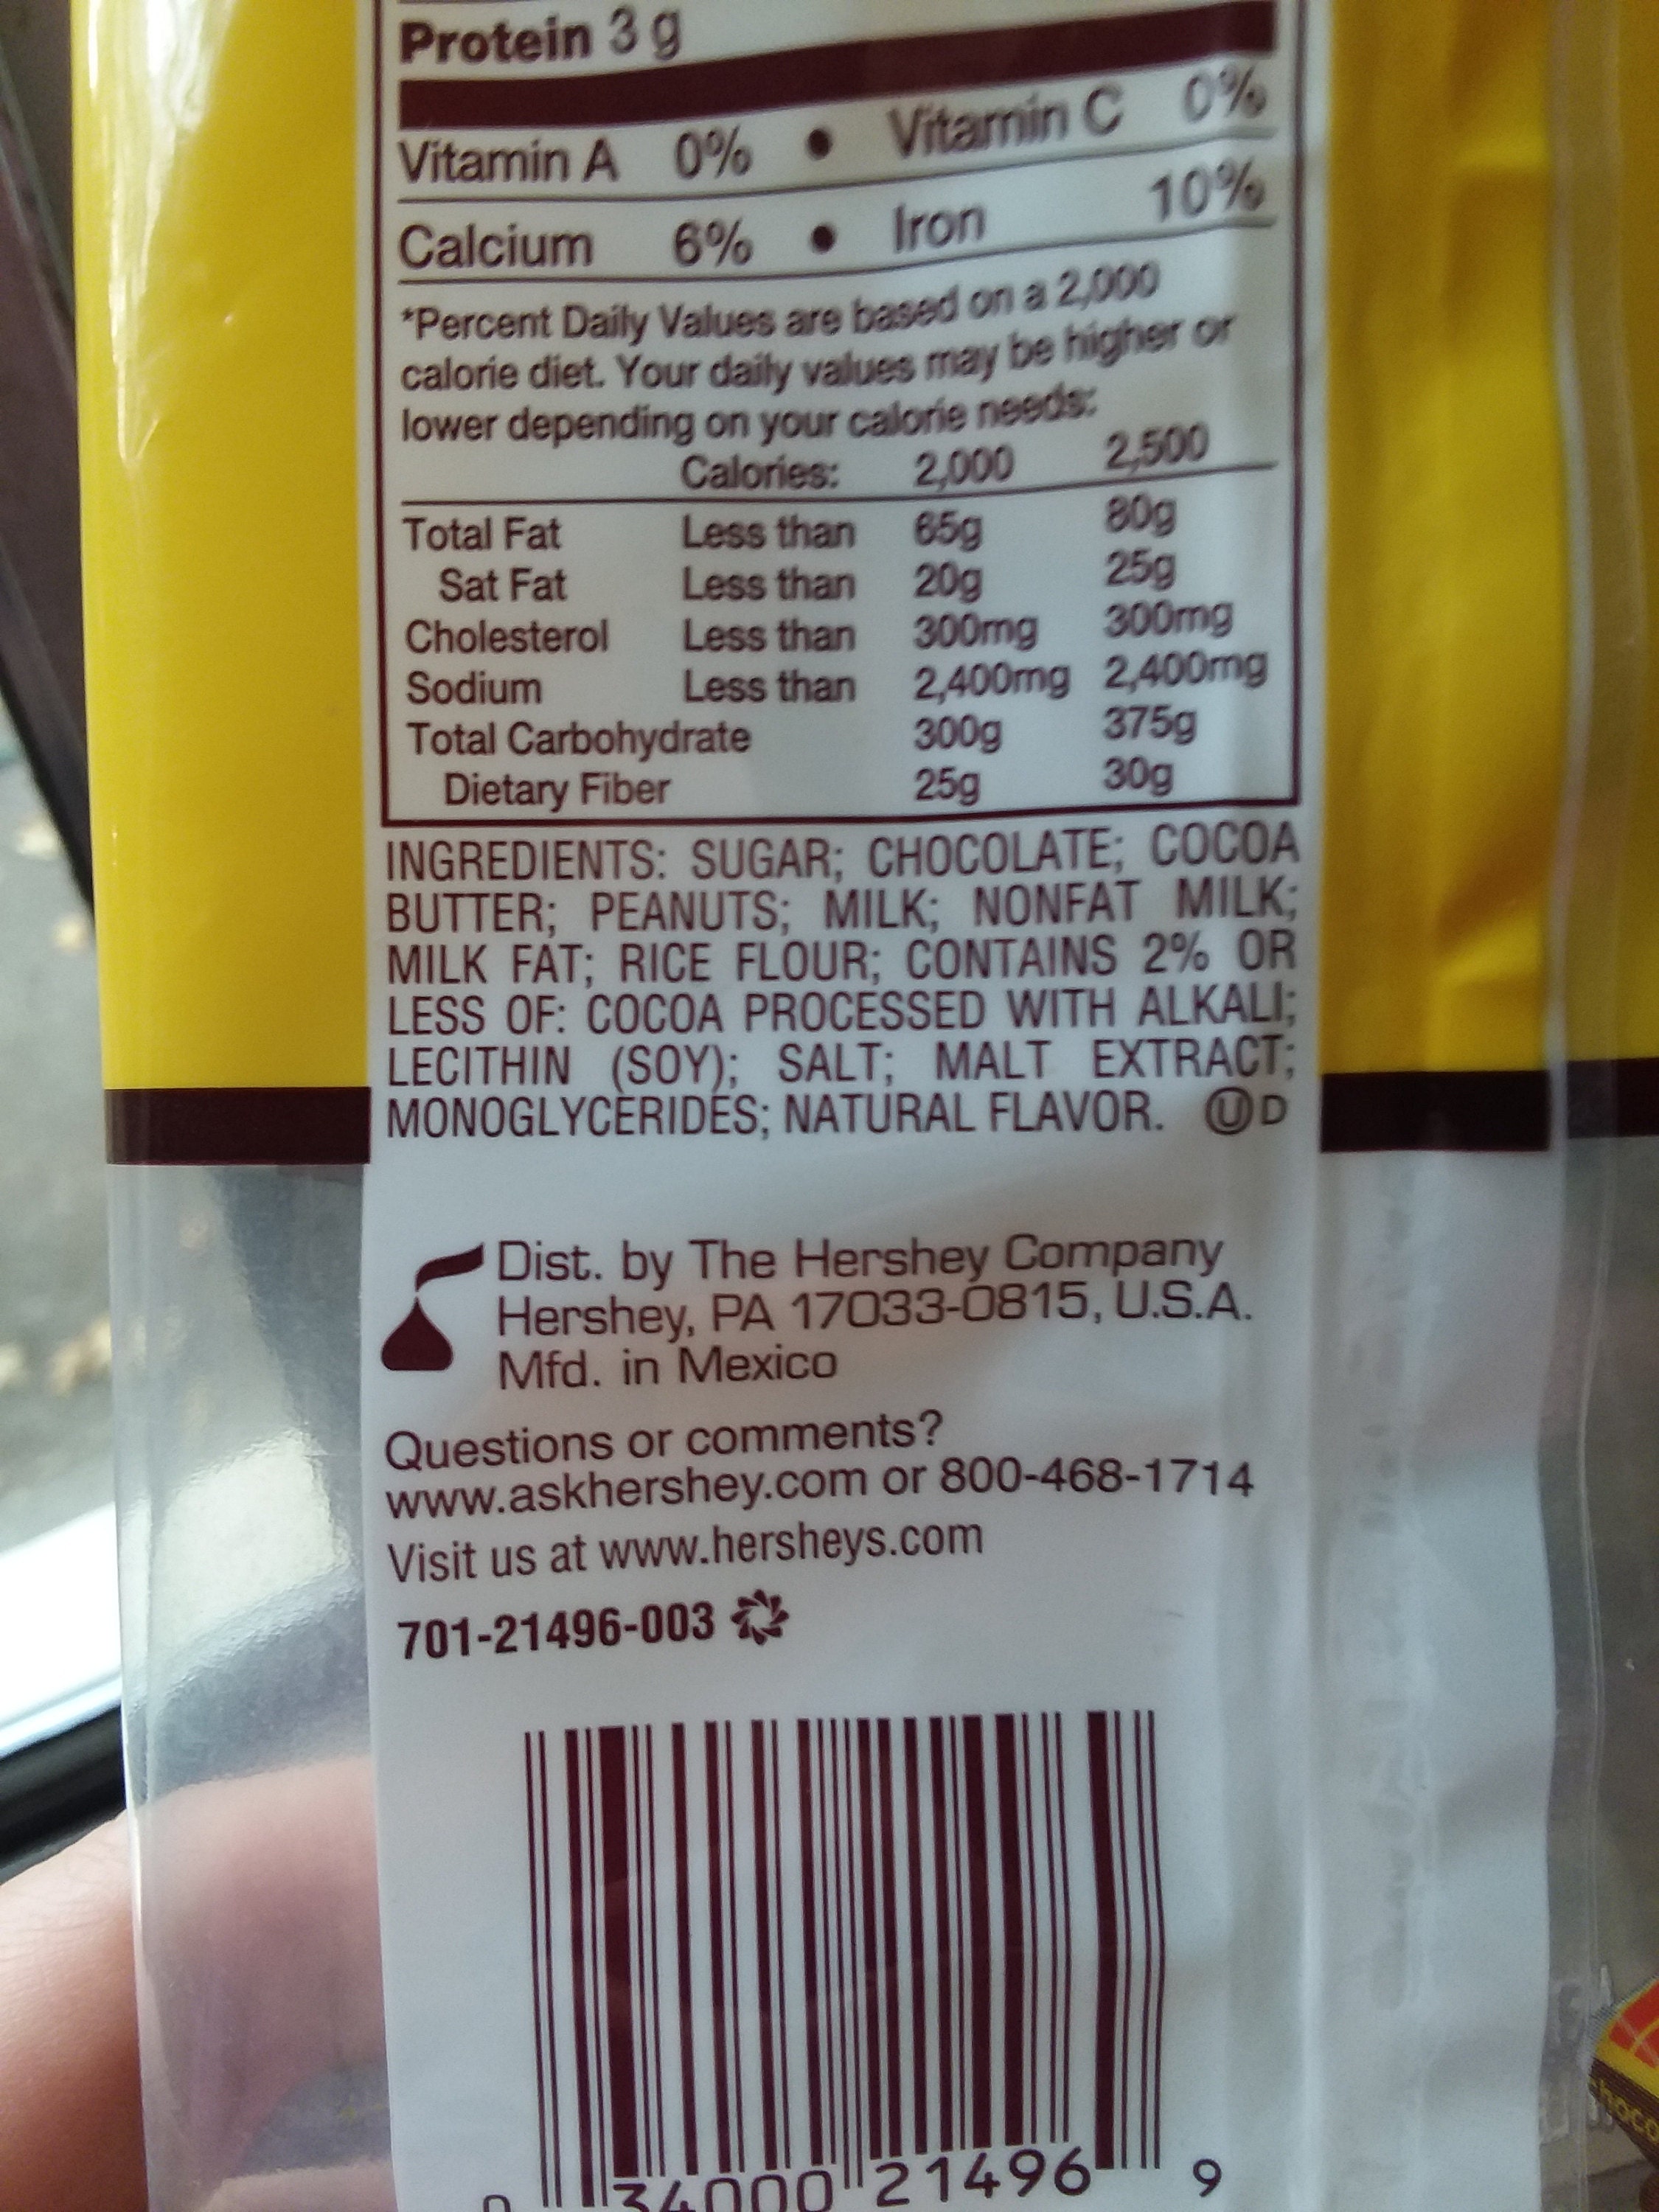 Protein 3 g
Vitamin A 0% • Vitamin C 0%
Calcium 6% • Iron 10%
*Percent Daily Values are based on a 2,000
calorie diet. Your daily values may be higher or
lower depending on your calorie needs:
Calories: 2,000 2,500
Total Fat Less than 65g 80g
Sat Fat Less than 20g 25g
Cholesterol Less than 300mg 300mg
Sodium Less than 2,400mg 2,400mg
Total Carbohydrate 300g 375g
Dietary Fiber 25g 30g
INGREDIENTS: SUGAR; CHOCOLATE; COCOA
BUTTER; PEANUTS; MILK; NONFAT MILK;
MILK FAT; RICE FLOUR; CONTAINS 2% OR
LESS OF: COCOA PROCESSED WITH ALKALI;
LECITHIN (SOY); SALT; MALT EXTRACT;
MONOGLYCERIDES; NATURAL FLAVOR. Ⓤ D
Dist. by The Hershey Company
Hershey, PA 17033-0815, U.S.A.
Mfd. in Mexico
Questions or comments?
www.askhershey.com or 800-468-1714
Visit us at www.hersheys.com
701-21496-003
0 34000 21496 9